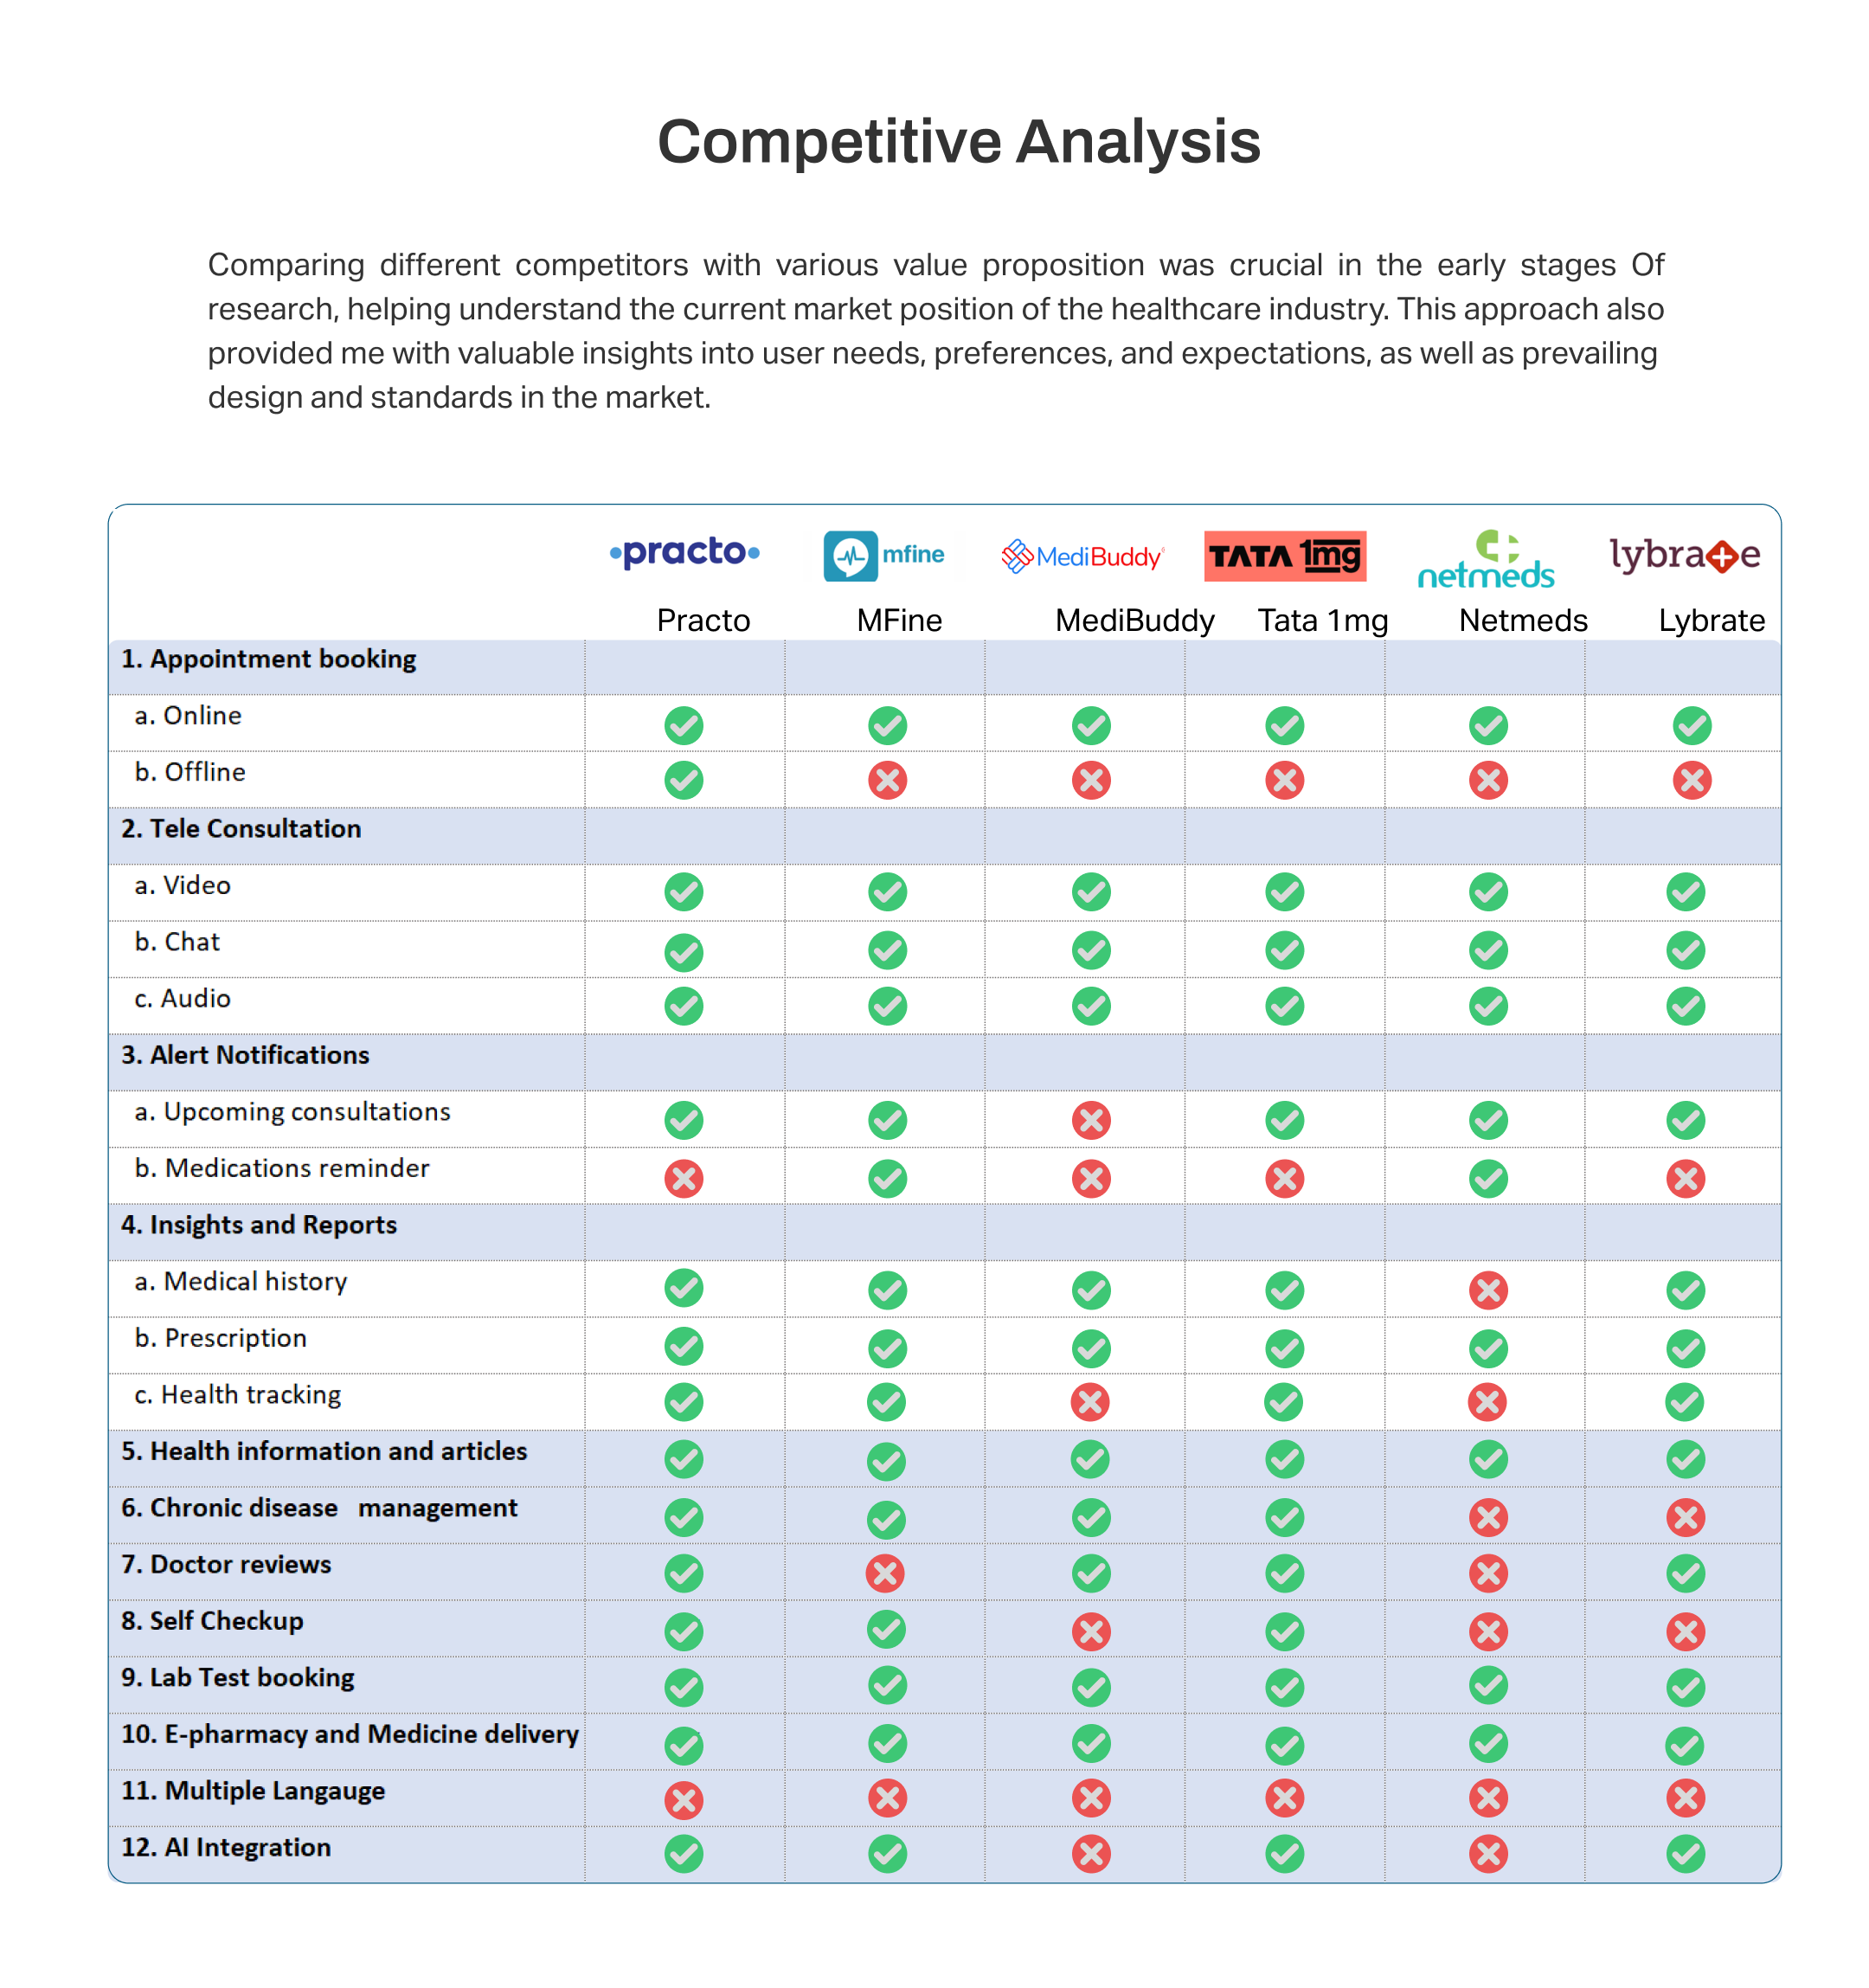 Competitive Analysis
Comparing different competitors with various value proposition was crucial in the early stages Of
research, helping understand the current market position of the healthcare industry. This approach also
provided me with valuable insights into user needs, preferences, and expectations, as well as prevailing
design and standards in the market.
practo mfine MediBuddy TATA 1mg netmeds lybrate
Practo MFine MediBuddy Tata 1mg Netmeds Lybrate
1. Appointment booking
a. Online
b. Offline
2. Tele Consultation
a. Video
b. Chat
c. Audio
3. Alert Notifications
a. Upcoming consultations
b. Medications reminder
4. Insights and Reports
a. Medical history
b. Prescription
c. Health tracking
5. Health information and articles
6. Chronic disease management
7. Doctor reviews
8. Self Checkup
9. Lab Test booking
10. E-pharmacy and Medicine delivery
11. Multiple Langauge
12. AI Integration